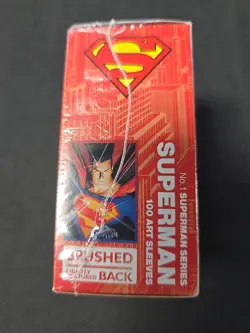 S
No. 1 SUPERMAN SERIES
SUPERMAN
100 ART SLEEVES
BRUSHED
BACK